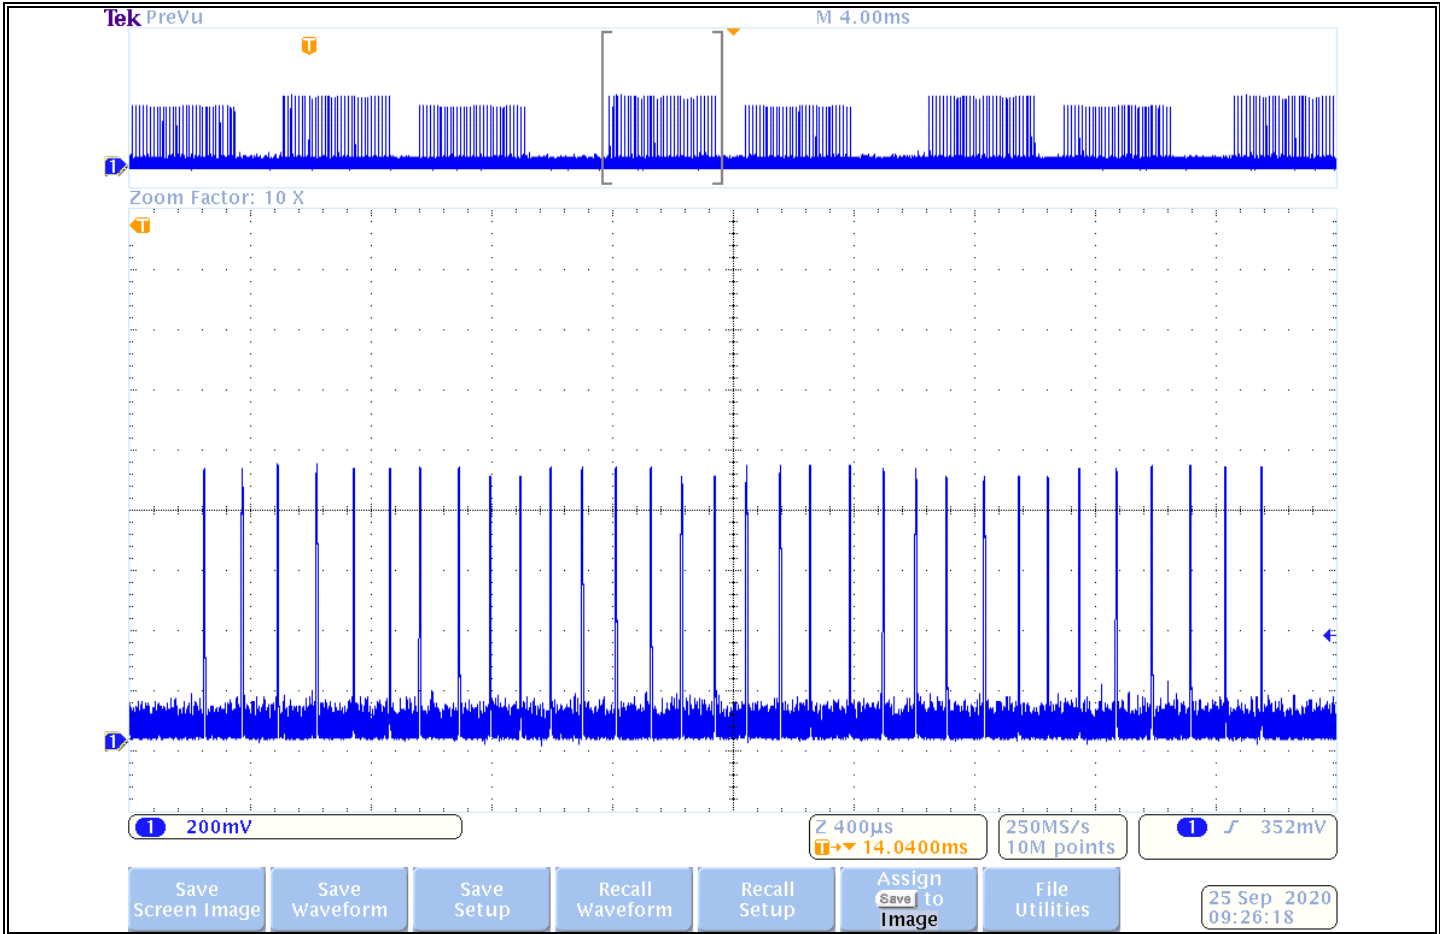 Tek PreVu M 4.00ms
T
1
Zoom Factor: 10 X
T
1
1 200mV
Z 400µs
T→▼ 14.0400ms
250MS/s
10M points
1 ʃ 352mV
Save
Screen Image
Save
Waveform
Save
Setup
Recall
Waveform
Recall
Setup
Assign
Save to
Image
File
Utilities
25 Sep 2020
09:26:18